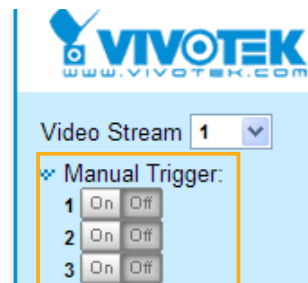 VIVOTEK
www.vivotek.com
Video Stream 1
Manual Trigger:
1 On Off
2 On Off
3 On Off